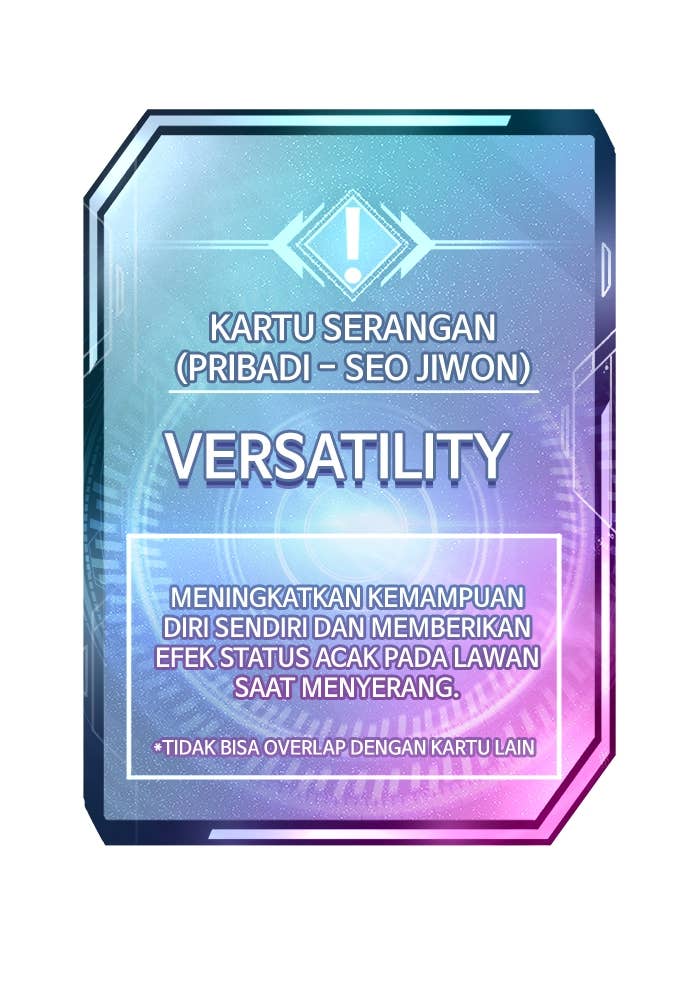 !
KARTU SERANGAN
(PRIBADI – SEO JIWON)
VERSATILITY
MENINGKATKAN KEMAMPUAN
DIRI SENDIRI DAN MEMBERIKAN
EFEK STATUS ACAK PADA LAWAN
SAAT MENYERANG.
*TIDAK BISA OVERLAP DENGAN KARTU LAIN